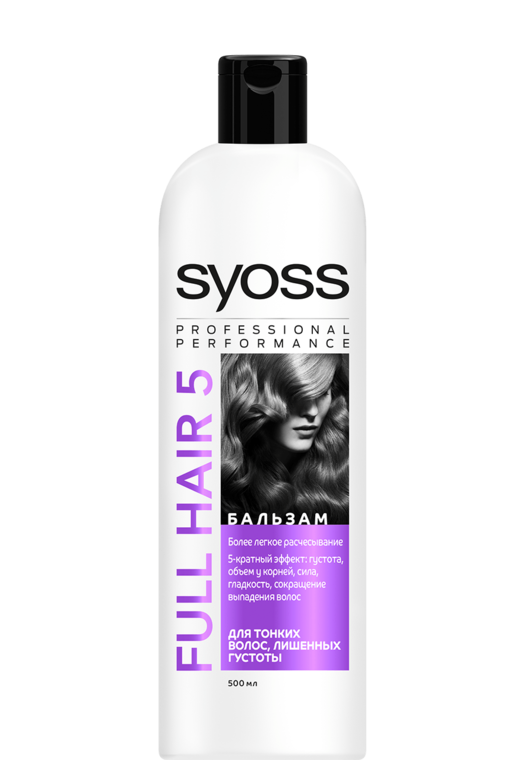 syoss
PROFESSIONAL
PERFORMANCE
FULL HAIR 5
БАЛЬЗАМ
Более легкое расчесывание
5-кратный эффект: густота,
объем у корней, сила,
гладкость, сокращение
выпадения волос
ДЛЯ ТОНКИХ
ВОЛОС, ЛИШЕННЫХ
ГУСТОТЫ
500 мл